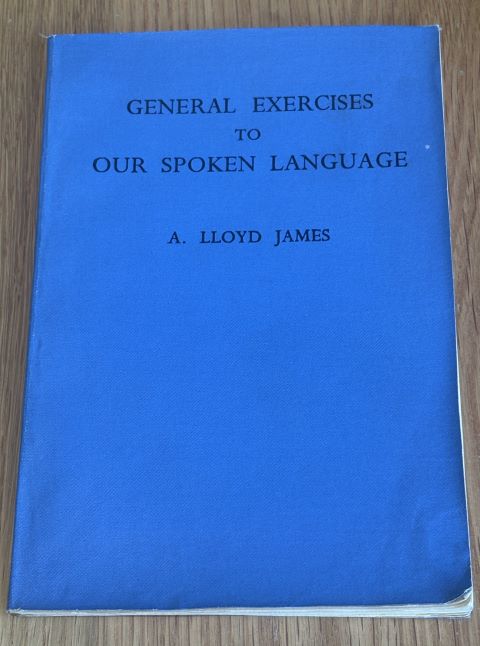 GENERAL EXERCISES
TO
OUR SPOKEN LANGUAGE
A. LLOYD JAMES